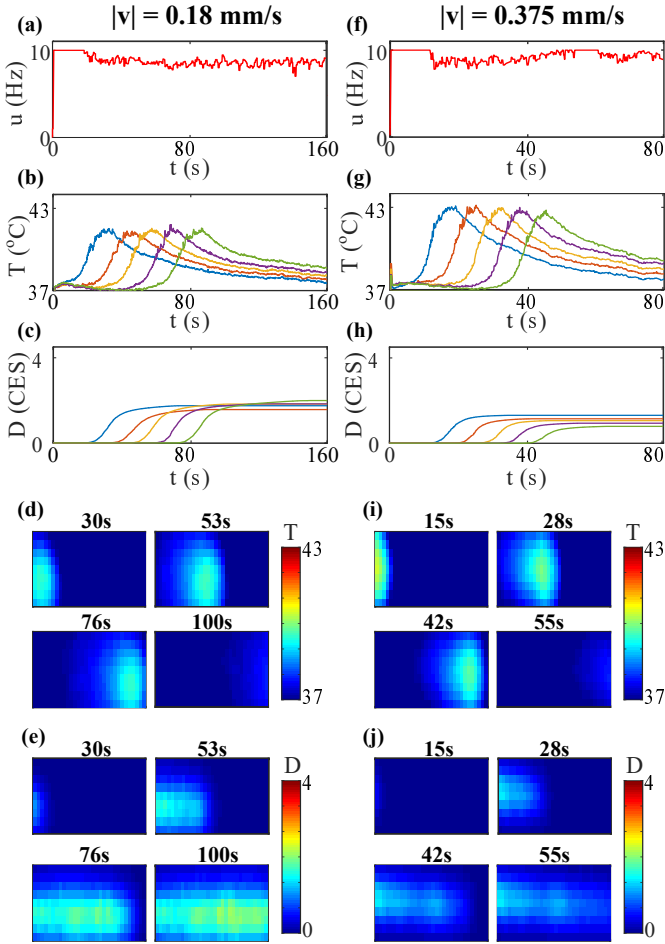 |v| = 0.18 mm/s
|v| = 0.375 mm/s
(a)
10
u (Hz)
0
0
80
160
t (s)
(f)
10
u (Hz)
0
0
40
80
t (s)
(b)
43
T (°C)
37
0
80
160
t (s)
(g)
43
T (°C)
37
0
40
80
t (s)
(c)
4
D (CES)
0
0
80
160
t (s)
(h)
4
D (CES)
0
0
40
80
t (s)
(d)
30s
53s
T
43
76s
100s
37
(i)
15s
28s
T
43
42s
55s
37
(e)
30s
53s
D
4
76s
100s
0
(j)
15s
28s
D
4
42s
55s
0